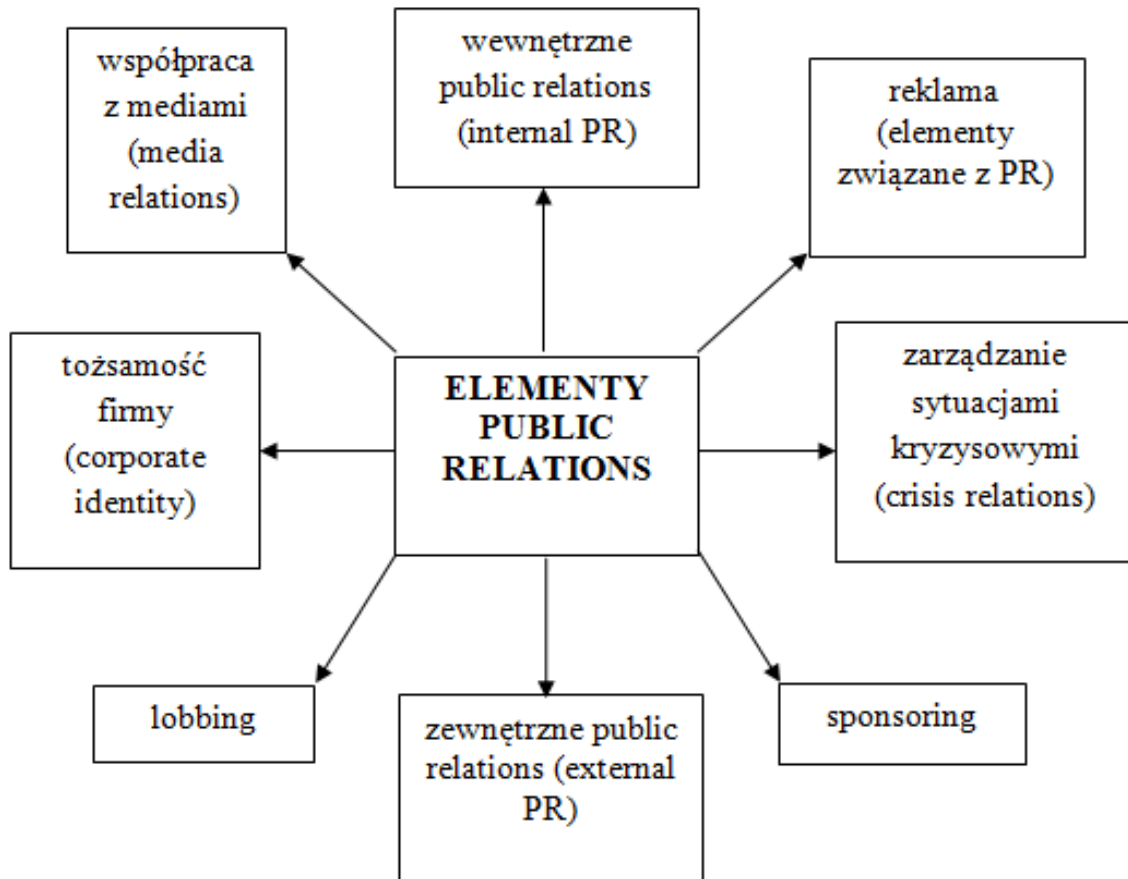 współpraca
z mediami
(media
relations)
wewnętrzne
public relations
(internal PR)
reklama
(elementy
związane z PR)
tożsamość
firmy
(corporate
identity)
ELEMENTY
PUBLIC
RELATIONS
zarządzanie
sytuacjami
kryzysowymi
(crisis relations)
lobbing
zewnętrzne public
relations (external
PR)
sponsoring